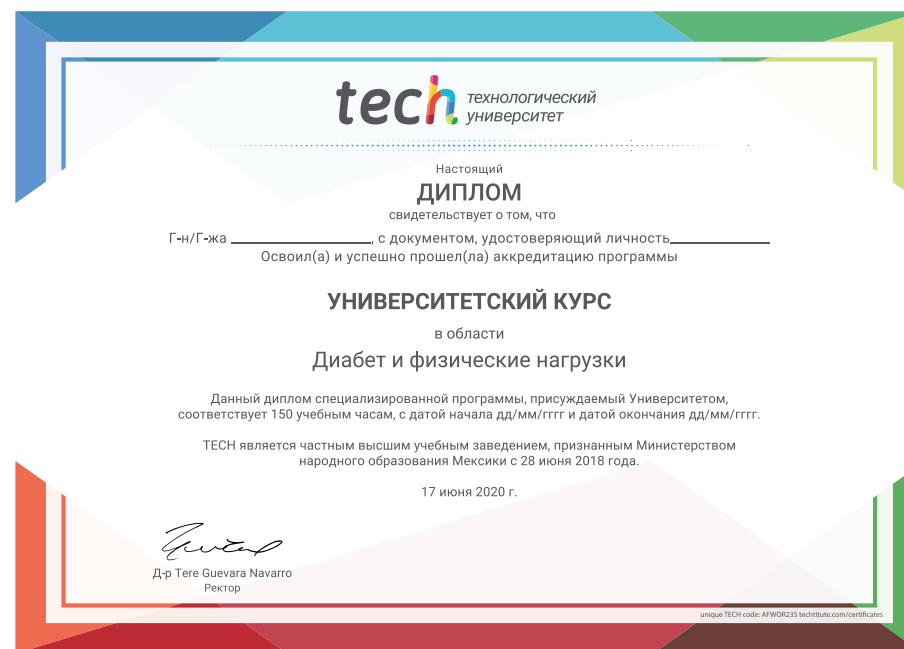 tech технологический
университет
Настоящий
ДИПЛОМ
свидетельствует о том, что
Г-н/Г-жа ____________________, с документом, удостоверяющий личность______________
Освоил(а) и успешно прошел(ла) аккредитацию программы
УНИВЕРСИТЕТСКИЙ КУРС
в области
Диабет и физические нагрузки
Данный диплом специализированной программы, присуждаемый Университетом,
соответствует 150 учебным часам, с датой начала дд/мм/гггг и датой окончания дд/мм/гггг.
TECH является частным высшим учебным заведением, признанным Министерством
народного образования Мексики с 28 июня 2018 года.
17 июня 2020 г.
Д-р Tere Guevara Navarro
Ректор
unique TECH code: AFWOR23S techtitute.com/certificates